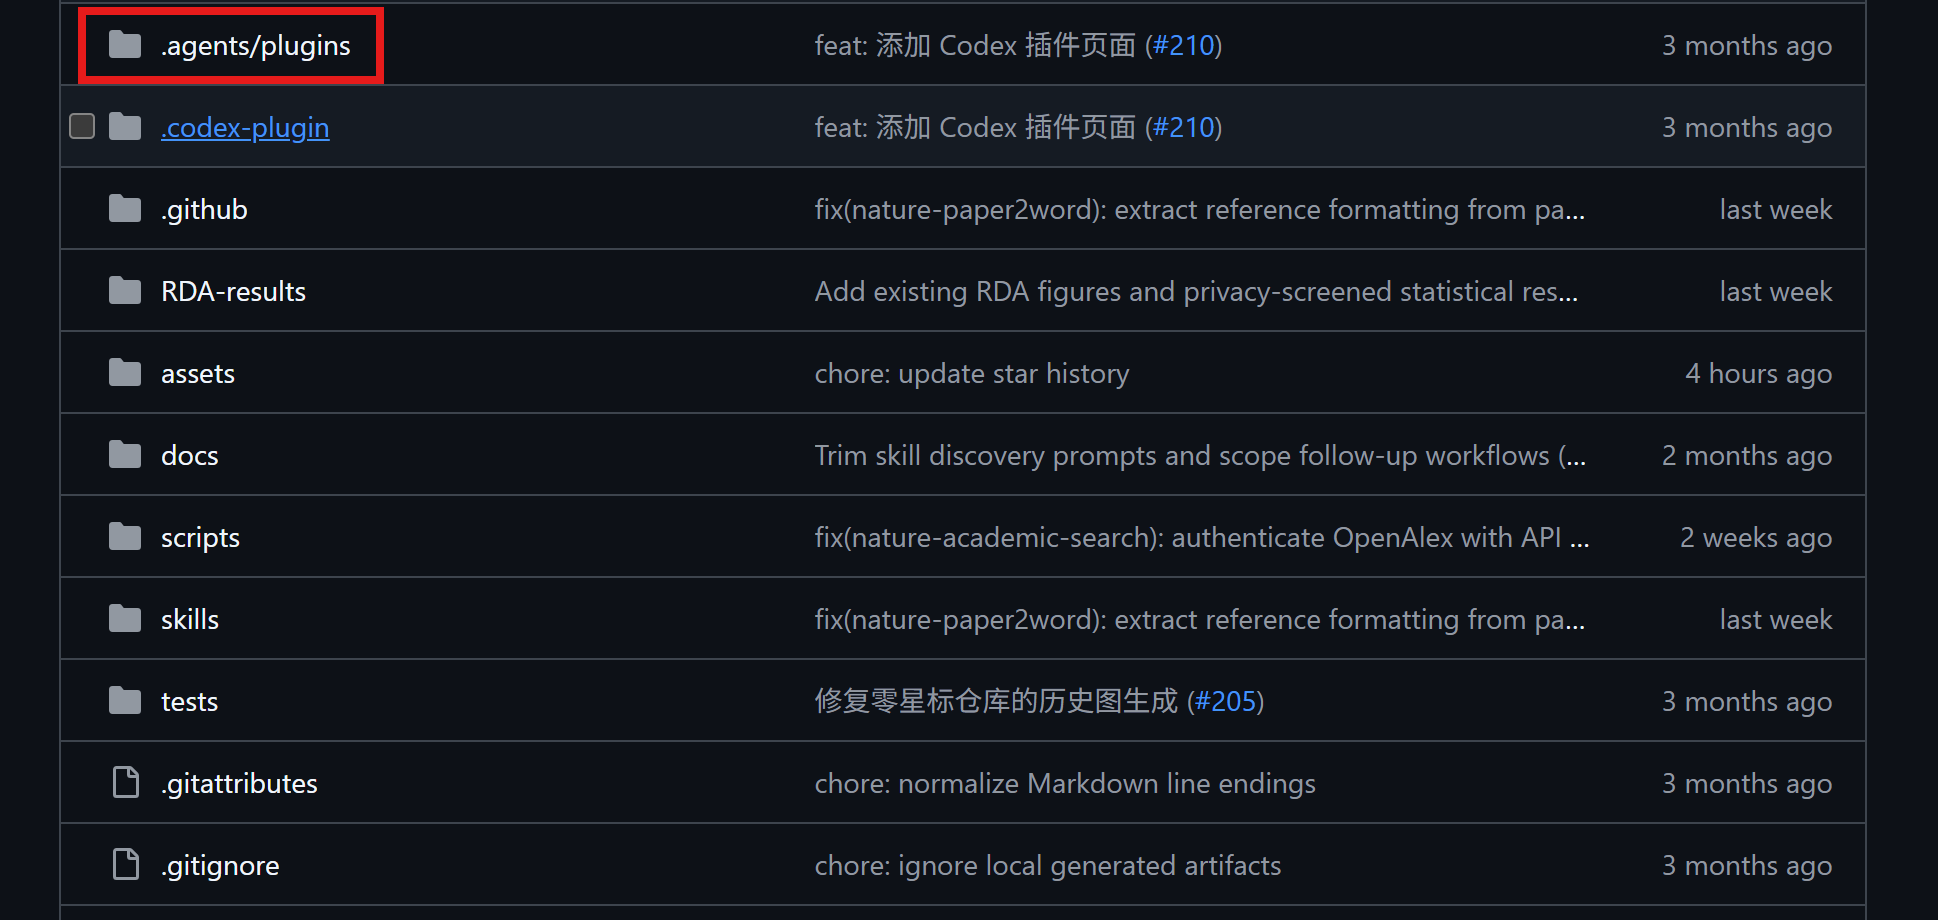 .agents/plugins feat: 添加 Codex 插件页面 (#210) 3 months ago
.codex-plugin feat: 添加 Codex 插件页面 (#210) 3 months ago
.github fix(nature-paper2word): extract reference formatting from pa... last week
RDA-results Add existing RDA figures and privacy-screened statistical res... last week
assets chore: update star history 4 hours ago
docs Trim skill discovery prompts and scope follow-up workflows (... 2 months ago
scripts fix(nature-academic-search): authenticate OpenAlex with API ... 2 weeks ago
skills fix(nature-paper2word): extract reference formatting from pa... last week
tests 修复零星标仓库的历史图生成 (#205) 3 months ago
.gitattributes chore: normalize Markdown line endings 3 months ago
.gitignore chore: ignore local generated artifacts 3 months ago